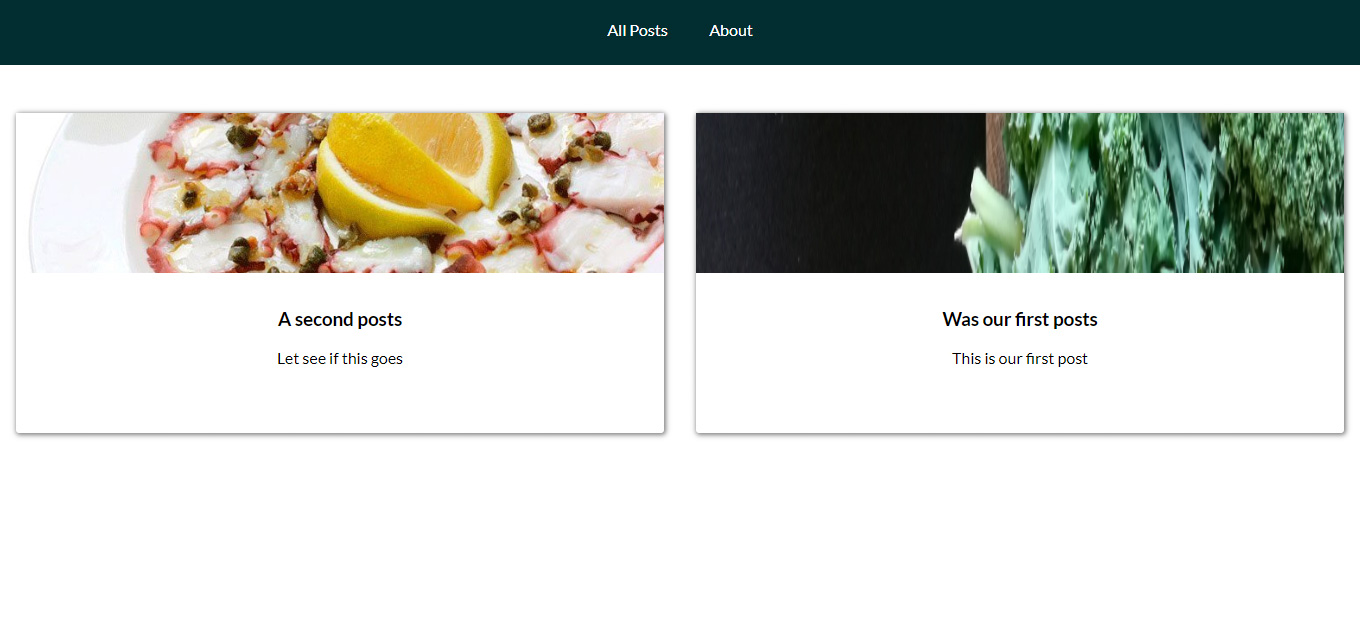 All Posts About
A second posts
Let see if this goes
Was our first posts
This is our first post